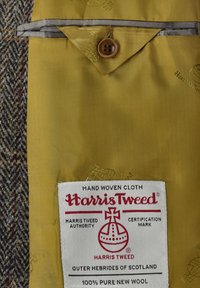 HAND WOVEN CLOTH
Harris Tweed®
HARRIS TWEED CERTIFICATION
AUTHORITY MARK
HARRIS TWEED
OUTER HEBRIDES OF SCOTLAND
100% PURE NEW WOOL